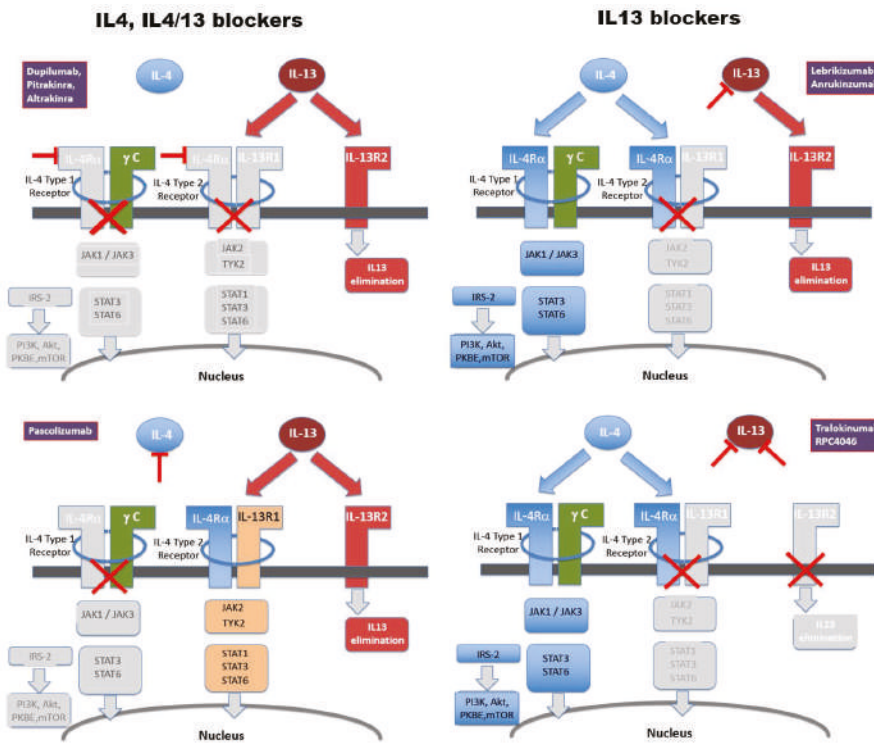 IL4, IL4/13 blockers
Dupilumab,
Pitrakinra,
Altrakinra
IL-4
IL-13
IL-4Rα
γ C
IL-4Rα
IL-13R1
IL-13R2
IL-4 Type 1
Receptor
IL-4 Type 2
Receptor
JAK1 / JAK3
JAK2
TYK2
IL13
elimination
IRS-2
STAT3
STAT6
STAT1
STAT3
STAT6
PI3K, Akt,
PKBE,mTOR
Nucleus
IL13 blockers
IL-4
IL-13
Lebrikizumab
Anrukinzuma
IL-4Rα
γ C
IL-4Rα
IL-13R1
IL-13R2
IL-4 Type 1
Receptor
IL-4 Type 2
Receptor
JAK1 / JAK3
JAK2
TYK2
IL13
elimination
IRS-2
STAT3
STAT6
STAT1
STAT3
STAT6
PI3K, Akt,
PKBE,mTOR
Nucleus
Pascolizumab
IL-4
IL-13
IL-4Rα
γ C
IL-4Rα
IL-13R1
IL-13R2
IL-4 Type 1
Receptor
IL-4 Type 2
Receptor
JAK1 / JAK3
JAK2
TYK2
IL13
elimination
IRS-2
STAT3
STAT6
STAT1
STAT3
STAT6
PI3K, Akt,
PKBE,mTOR
Nucleus
IL-4
IL-13
Tralokinuma
RPC4046
IL-4Rα
γ C
IL-4Rα
IL-13R1
IL-13R2
IL-4 Type 1
Receptor
IL-4 Type 2
Receptor
JAK1 / JAK3
JAK2
TYK2
IL13
elimination
IRS-2
STAT3
STAT6
STAT1
STAT3
STAT6
PI3K, Akt,
PKBE,mTOR
Nucleus